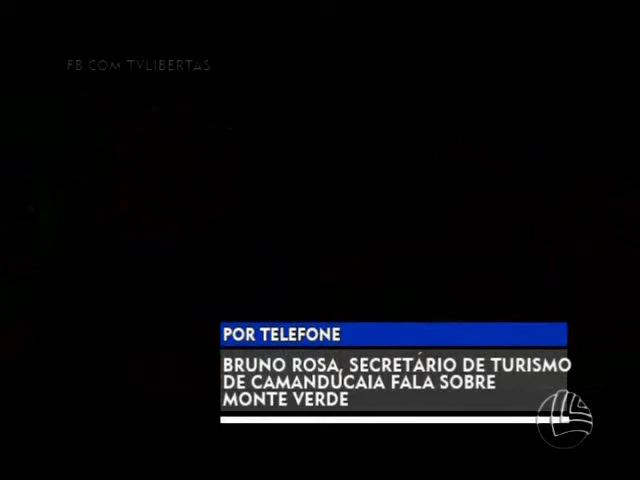 FB COM TVLIBERTAS
POR TELEFONE
BRUNO ROSA, SECRETÁRIO DE TURISMO
DE CAMANDUCAIA FALA SOBRE
MONTE VERDE